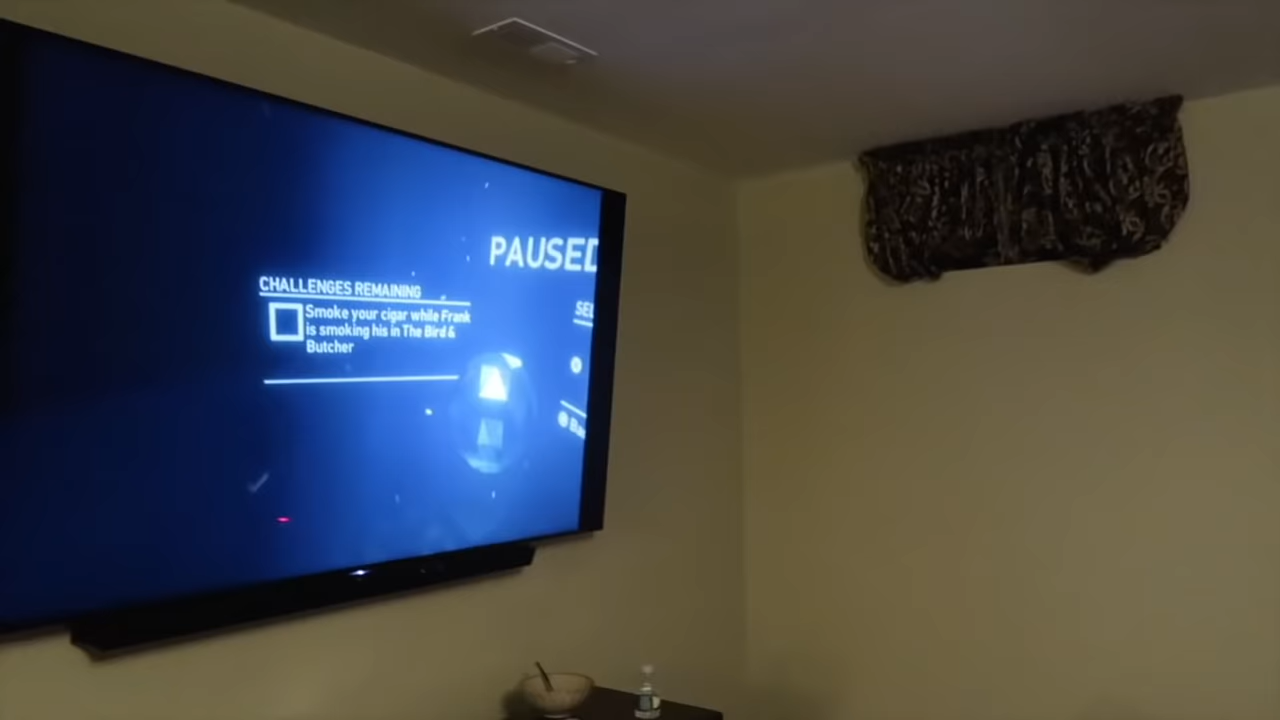 PAUSED
CHALLENGES REMAINING
Smoke your cigar while Frank
is smoking his in The Bird &
Butcher